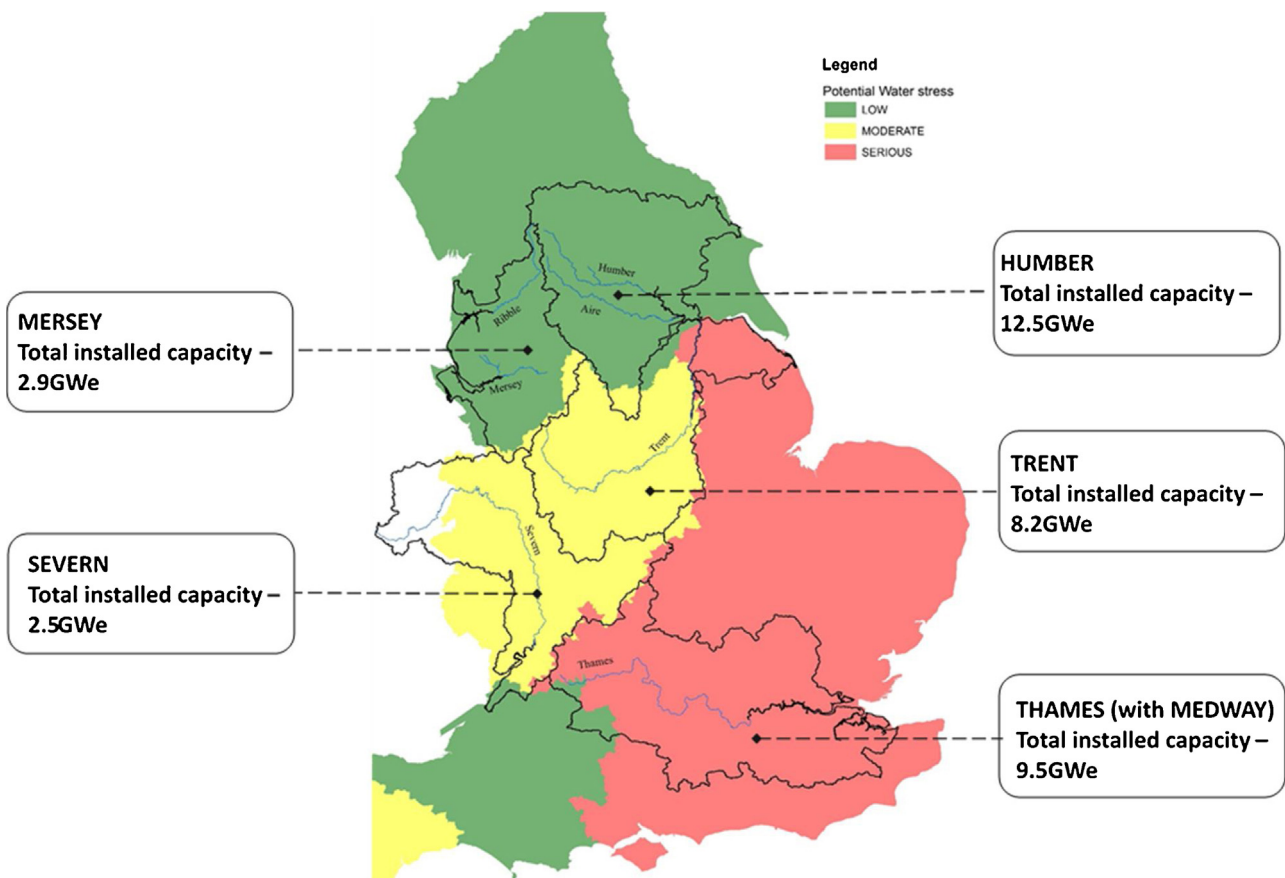 Legend
Potential Water stress
LOW
MODERATE
SERIOUS
HUMBER
Total installed capacity –
12.5GWe
MERSEY
Total installed capacity –
2.9GWe
Humber
Ribble
Aire
Mersey
Trent
TRENT
Total installed capacity –
8.2GWe
SEVERN
Total installed capacity –
2.5GWe
Severn
Thames
THAMES (with MEDWAY)
Total installed capacity –
9.5GWe